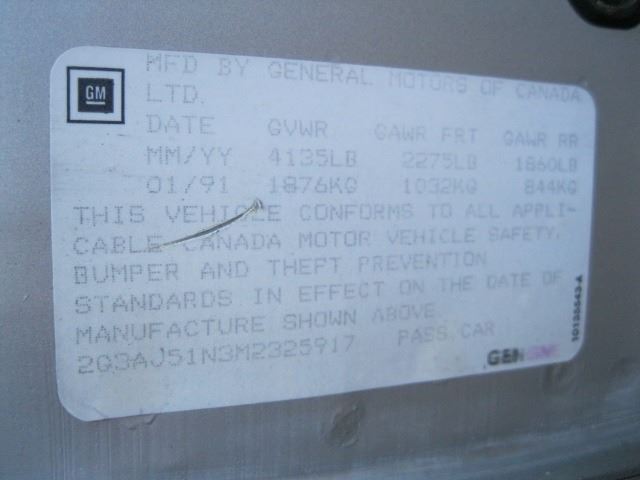 GM
MFD BY GENERAL MOTORS OF CANADA
LTD.
DATE GVWR GAWR FRT GAWR RR
MM/YY 4135LB 2275LB 1860LB
01/91 1876KG 1032KG 844KG
THIS VEHICLE CONFORMS TO ALL APPLI-
CABLE CANADA MOTOR VEHICLE SAFETY,
BUMPER AND THEFT PREVENTION
STANDARDS IN EFFECT ON THE DATE OF
MANUFACTURE SHOWN ABOVE.
2G3AJ51N3M2325917 PASS.CAR
10135543-A